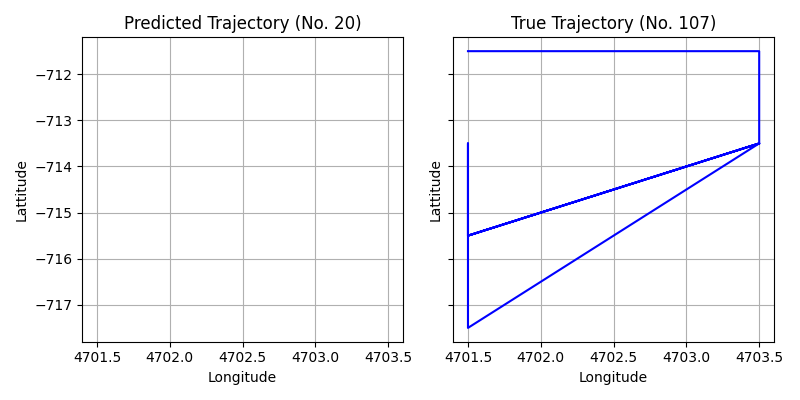 Predicted Trajectory (No. 20)
True Trajectory (No. 107)
Lattitude
−712
−713
−714
−715
−716
−717
4701.5 4702.0 4702.5 4703.0 4703.5
Longitude
Lattitude
4701.5 4702.0 4702.5 4703.0 4703.5
Longitude